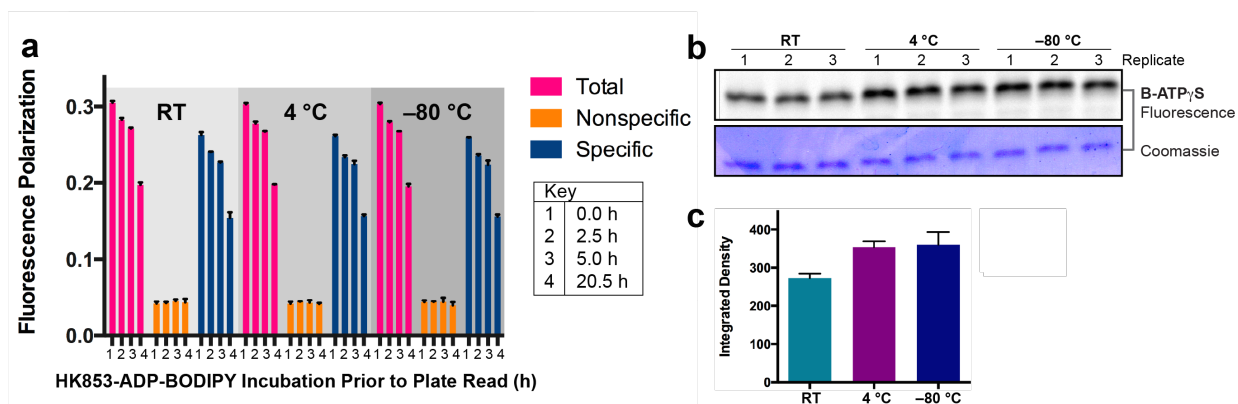 a
Fluorescence Polarization
0.3
0.2
0.1
0.0
RT
4 °C
–80 °C
1 2 3 4 1 2 3 4 1 2 3 4 1 2 3 4 1 2 3 4 1 2 3 4 1 2 3 4 1 2 3 4 1 2 3 4
HK853-ADP-BODIPY Incubation Prior to Plate Read (h)
Total
Nonspecific
Specific
Key
1 0.0 h
2 2.5 h
3 5.0 h
4 20.5 h
b
RT 4 °C –80 °C
1 2 3 1 2 3 1 2 3 Replicate
B-ATPγS
Fluorescence
Coomassie
c
Integrated Density
400
300
200
100
0
RT 4 °C –80 °C